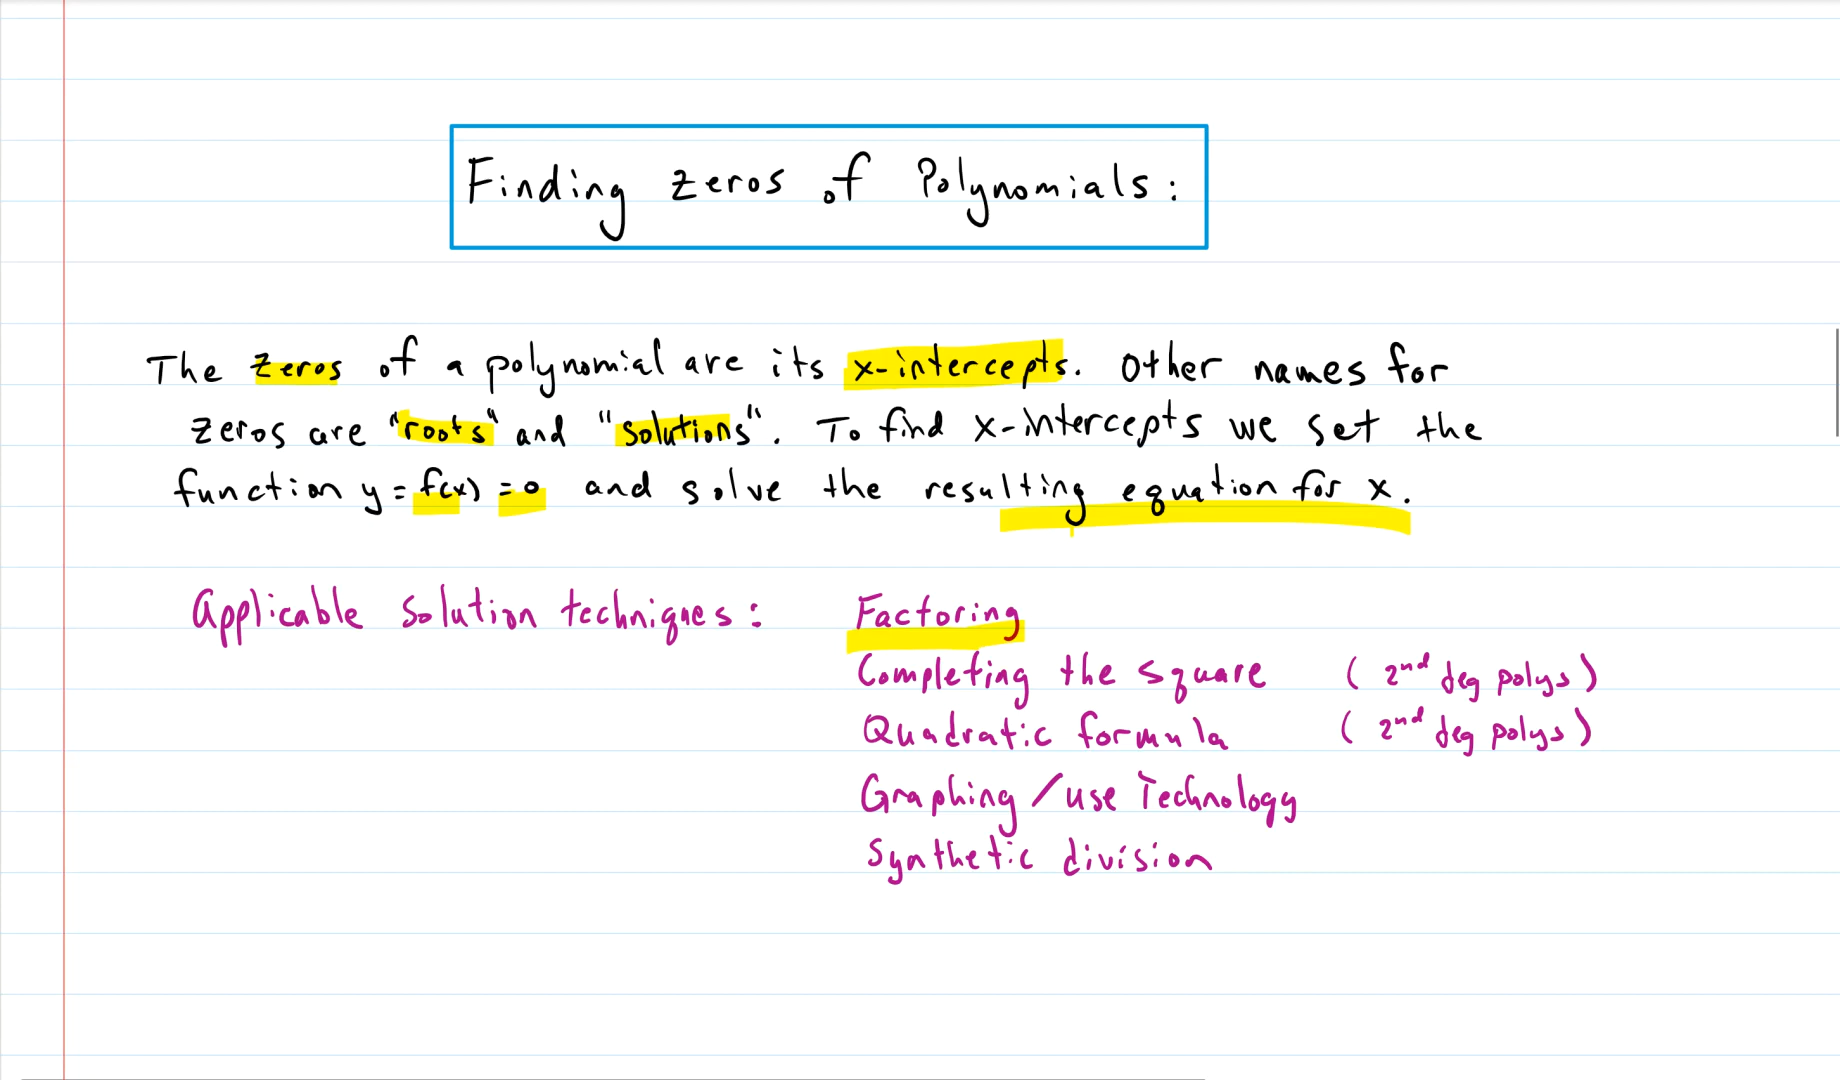 Finding zeros of Polynomials:
The zeros of a polynomial are its x-intercepts. Other names for
zeros are "roots" and "solutions". To find x-intercepts we set the
function y = f(x) = 0 and solve the resulting equation for x.
Applicable solution techniques: Factoring
Completing the square (2nd deg polys)
Quadratic formula (2nd deg polys)
Graphing / use Technology
Synthetic division